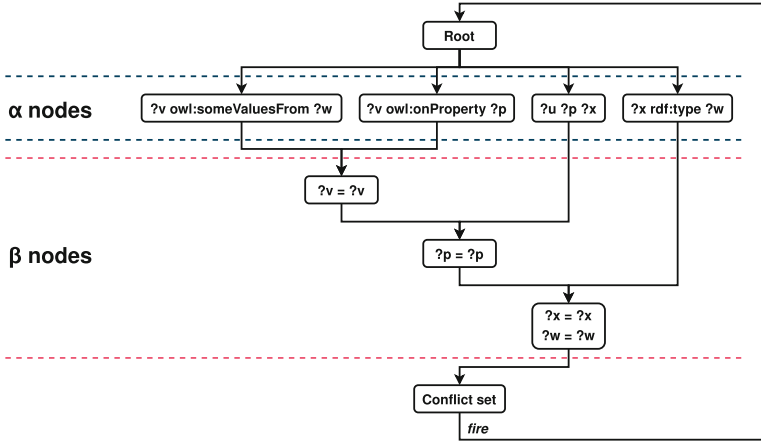 Root
α nodes
?v owl:someValuesFrom ?w
?v owl:onProperty ?p
?u ?p ?x
?x rdf:type ?w
?v = ?v
β nodes
?p = ?p
?x = ?x
?w = ?w
Conflict set
fire